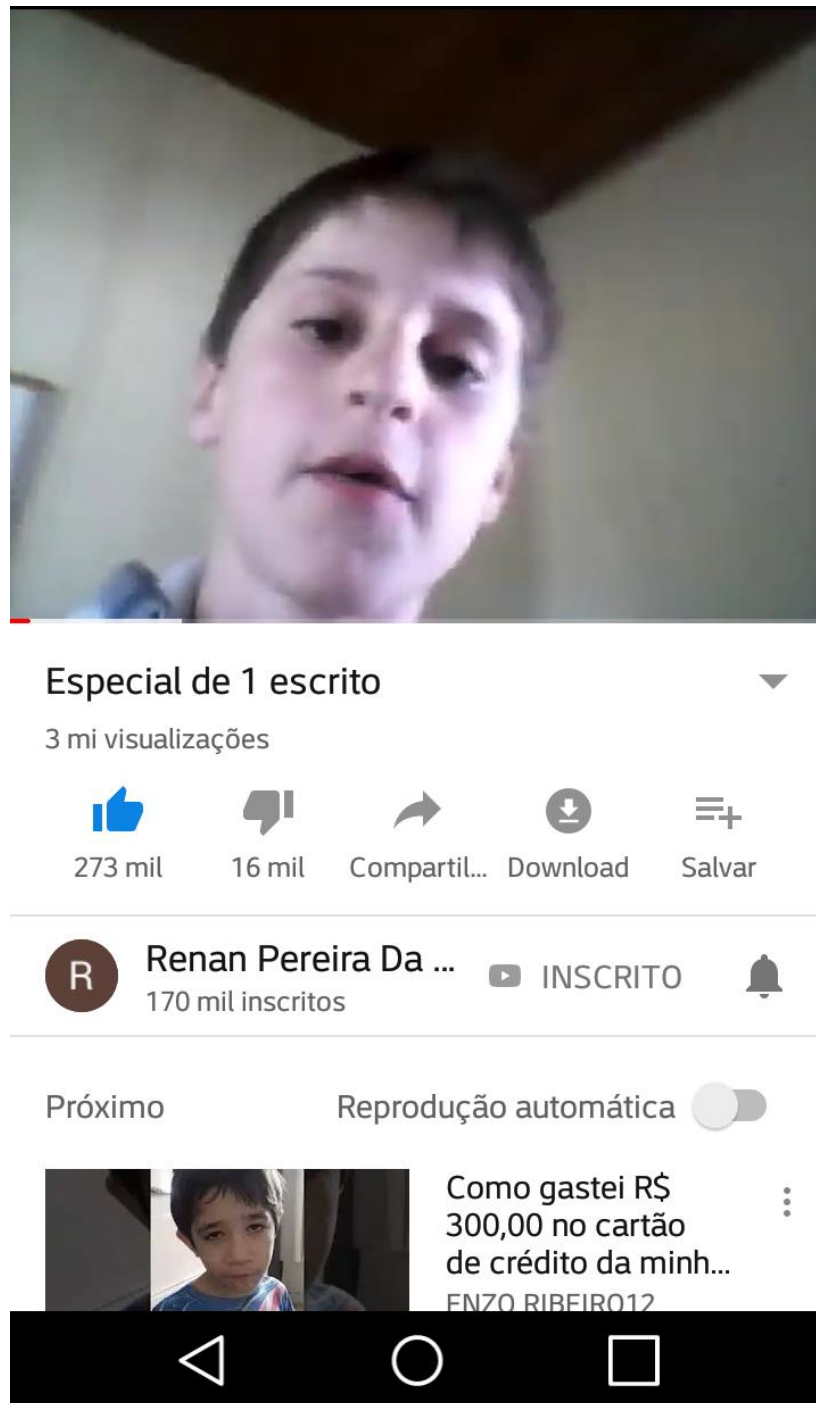 Especial de 1 escrito
3 mi visualizações
273 mil 16 mil Compartil... Download Salvar
R
Renan Pereira Da ...
170 mil inscritos
INSCRITO
Próximo Reprodução automática
Como gastei R$
300,00 no cartão
de crédito da minh...
ENZO RIBEIRO12